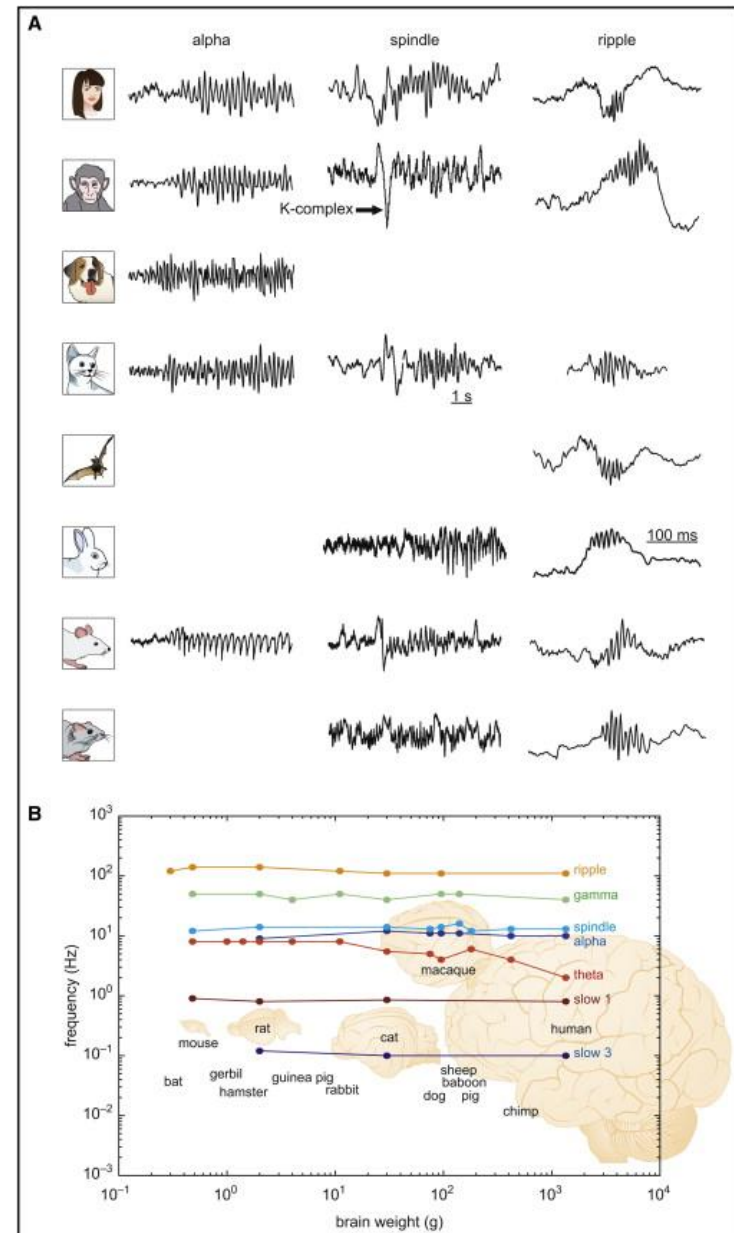 A
alpha spindle ripple
K-complex
1 s
100 ms
B
10³
10²
10¹
10⁰
10⁻¹
10⁻²
10⁻³
frequency (Hz)
ripple
gamma
spindle
alpha
theta
slow 1
slow 3
macaque
mouse
rat
cat
human
bat
gerbil
hamster
guinea pig
rabbit
sheep
dog
baboon
pig
chimp
10⁻¹ 10⁰ 10¹ 10² 10³ 10⁴
brain weight (g)